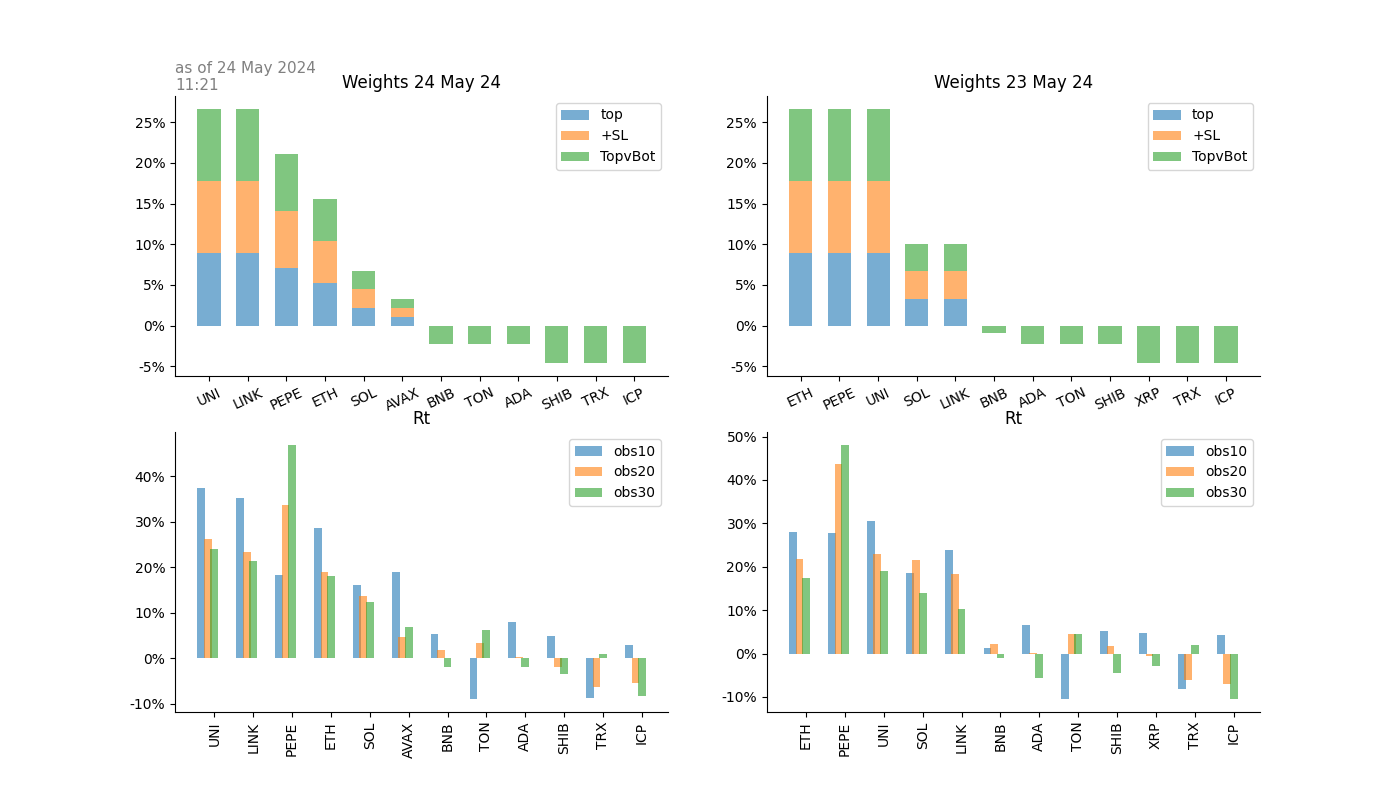 as of 24 May 2024
11:21
Weights 24 May 24
25%
20%
15%
10%
5%
0%
-5%
top
+SL
TopvBot
UNI LINK PEPE ETH SOL AVAX BNB TON ADA SHIB TRX ICP
Weights 23 May 24
25%
20%
15%
10%
5%
0%
-5%
top
+SL
TopvBot
ETH PEPE UNI SOL LINK BNB ADA TON SHIB XRP TRX ICP
Rt
40%
30%
20%
10%
0%
-10%
obs10
obs20
obs30
UNI LINK PEPE ETH SOL AVAX BNB TON ADA SHIB TRX ICP
Rt
50%
40%
30%
20%
10%
0%
-10%
obs10
obs20
obs30
ETH PEPE UNI SOL LINK BNB ADA TON SHIB XRP TRX ICP